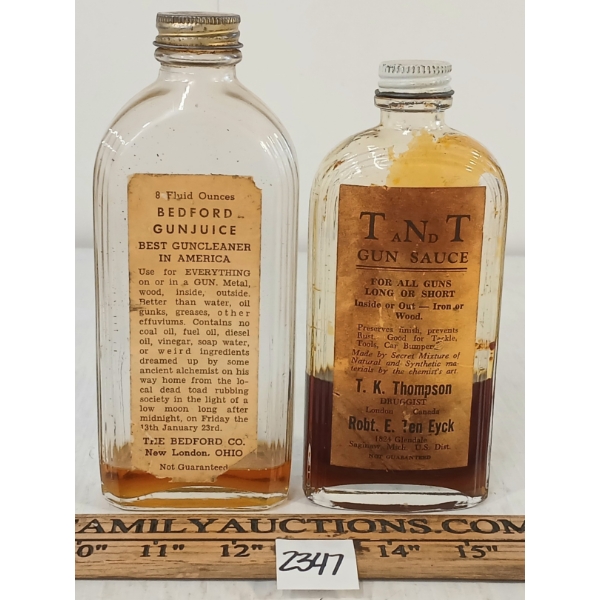 8 Fluid Ounces
BEDFORD
GUNJUICE
BEST GUNCLEANER
IN AMERICA
Use for EVERYTHING
on or in a GUN. Metal,
wood, inside, outside.
Better than water, oil
gunks, greases, other
effuviums. Contains no
coal oil, fuel oil, diesel
oil, vinegar, soap water,
or weird ingredients
dreamed up by some
ancient alchemist on his
way home from the lo-
cal dead toad rubbing
society in the light of a
low moon long after
midnight, on Friday the
13th January 23rd.
THE BEDFORD CO.
New London, OHIO
Not Guaranteed
T AND T
GUN SAUCE
FOR ALL GUNS
LONG OR SHORT
Inside or Out — Iron or
Wood.
Preserves finish, prevents
Rust. Good for Tackle,
Tools, Car Bumpers
Made by Secret Mixture of
Natural and Synthetic ma-
terials by the chemist's art
T. K. Thompson
DRUGGIST
London Canada
Robt. E. Ten Eyck
Glendale
Saginaw, Mich. U.S. Dist.
NOT GUARANTEED
FAMILYAUCTIONS.COM
0" 11" 12" 14" 15"
2347